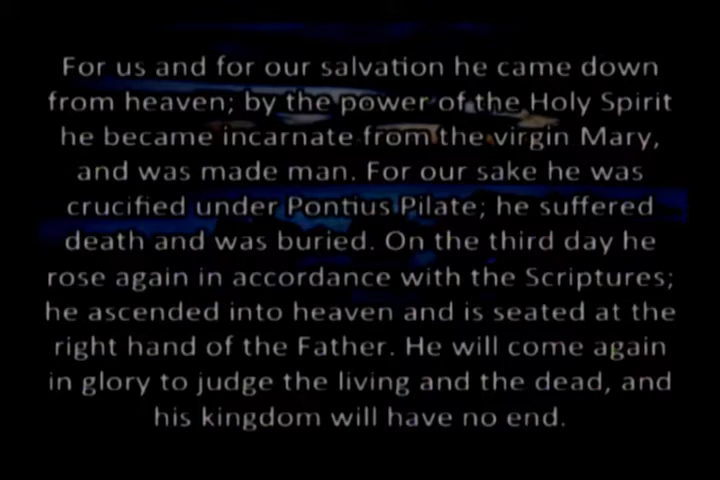 For us and for our salvation he came down
from heaven; by the power of the Holy Spirit
he became incarnate from the virgin Mary,
and was made man. For our sake he was
crucified under Pontius Pilate; he suffered
death and was buried. On the third day he
rose again in accordance with the Scriptures;
he ascended into heaven and is seated at the
right hand of the Father. He will come again
in glory to judge the living and the dead, and
his kingdom will have no end.